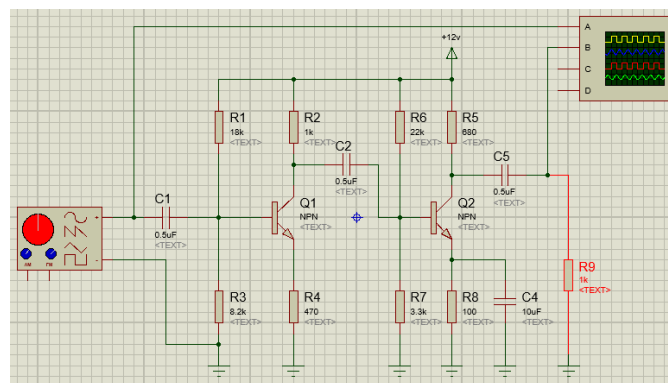 A
B
C
D
+12v
R1
18k
<TEXT>
R2
1k
<TEXT>
R6
22k
<TEXT>
R5
680
<TEXT>
C2
0.5uF
<TEXT>
C5
0.5uF
<TEXT>
C1
0.5uF
<TEXT>
Q1
NPN
<TEXT>
Q2
NPN
<TEXT>
+
-
AM
FM
R3
8.2k
<TEXT>
R4
470
<TEXT>
R7
3.3k
<TEXT>
R8
100
<TEXT>
C4
10uF
<TEXT>
R9
1k
<TEXT>